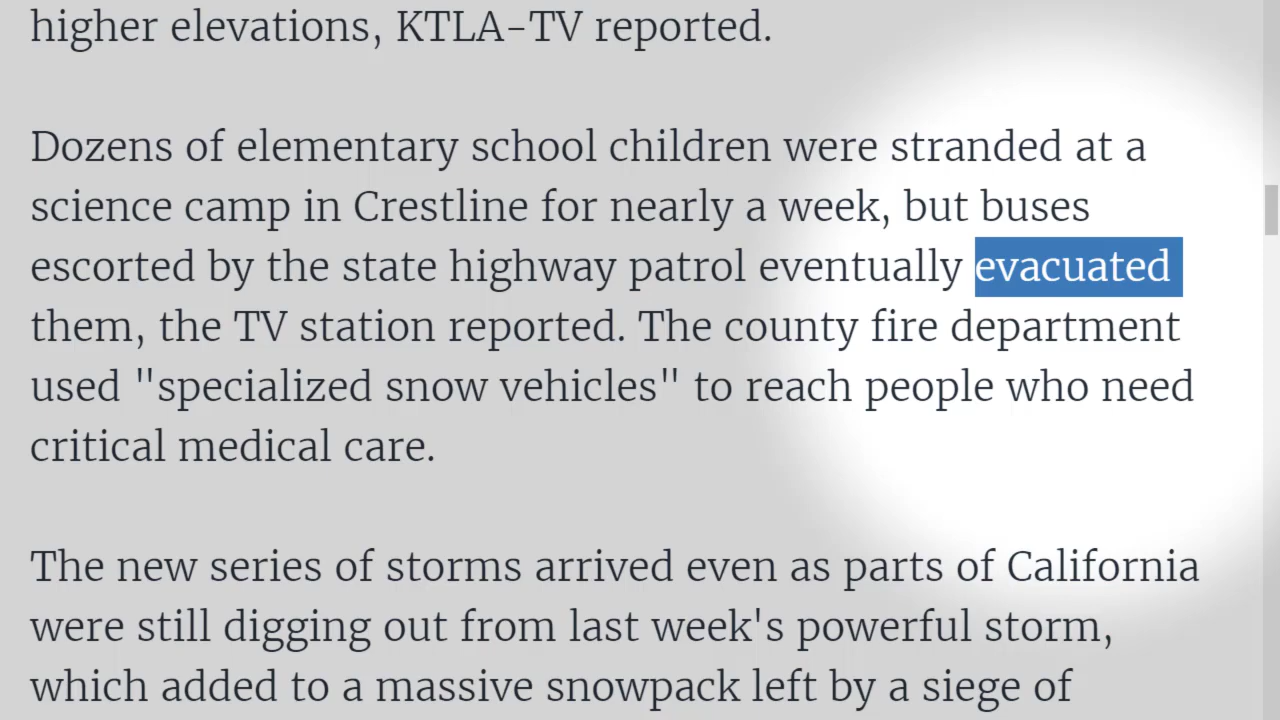 higher elevations, KTLA-TV reported.
Dozens of elementary school children were stranded at a
science camp in Crestline for nearly a week, but buses
escorted by the state highway patrol eventually evacuated
them, the TV station reported. The county fire department
used "specialized snow vehicles" to reach people who need
critical medical care.
The new series of storms arrived even as parts of California
were still digging out from last week's powerful storm,
which added to a massive snowpack left by a siege of